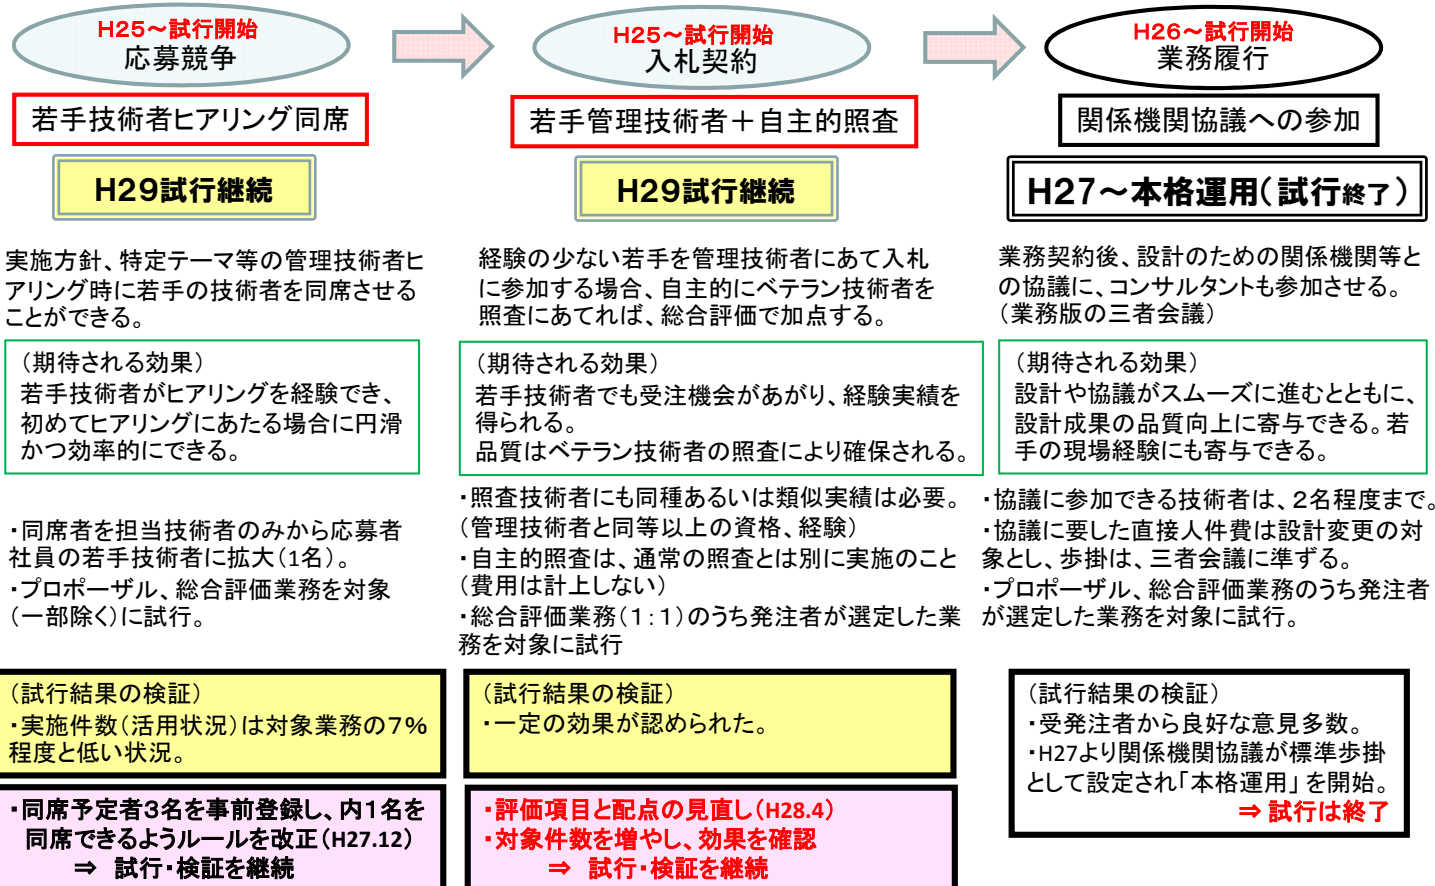 H25～試行開始
応募競争
若手技術者ヒアリング同席
H29試行継続
実施方針、特定テーマ等の管理技術者ヒ
アリング時に若手の技術者を同席させる
ことができる。
（期待される効果）
若手技術者がヒアリングを経験でき、
初めてヒアリングにあたる場合に円滑
かつ効率的にできる。
・同席者を担当技術者のみから応募者
社員の若手技術者に拡大(1名)。
・プロポーザル、総合評価業務を対象
（一部除く）に試行。
（試行結果の検証）
・実施件数（活用状況）は対象業務の７％
程度と低い状況。
・同席予定者３名を事前登録し、内１名を
同席できるようルールを改正（H27.12）
⇒ 試行・検証を継続
H25～試行開始
入札契約
若手管理技術者＋自主的照査
H29試行継続
経験の少ない若手を管理技術者にあて入札
に参加する場合、自主的にベテラン技術者を
照査にあてれば、総合評価で加点する。
（期待される効果）
若手技術者でも受注機会があがり、経験実績を
得られる。
品質はベテラン技術者の照査により確保される。
・照査技術者にも同種あるいは類似実績は必要。
（管理技術者と同等以上の資格、経験）
・自主的照査は、通常の照査とは別に実施のこと
（費用は計上しない）
・総合評価業務（１：１）のうち発注者が選定した業
務を対象に試行
（試行結果の検証）
・一定の効果が認められた。
・評価項目と配点の見直し（H28.4）
・対象件数を増やし、効果を確認
⇒ 試行・検証を継続
H26～試行開始
業務履行
関係機関協議への参加
H27～本格運用（試行終了）
業務契約後、設計のための関係機関等と
の協議に、コンサルタントも参加させる。
（業務版の三者会議）
（期待される効果）
設計や協議がスムーズに進むとともに、
設計成果の品質向上に寄与できる。若
手の現場経験にも寄与できる。
・協議に参加できる技術者は、２名程度まで。
・協議に要した直接人件費は設計変更の対
象とし、歩掛は、三者会議に準ずる。
・プロポーザル、総合評価業務のうち発注者
が選定した業務を対象に試行。
（試行結果の検証）
・受発注者から良好な意見多数。
・H27より関係機関協議が標準歩掛
として設定され「本格運用」を開始。
⇒ 試行は終了